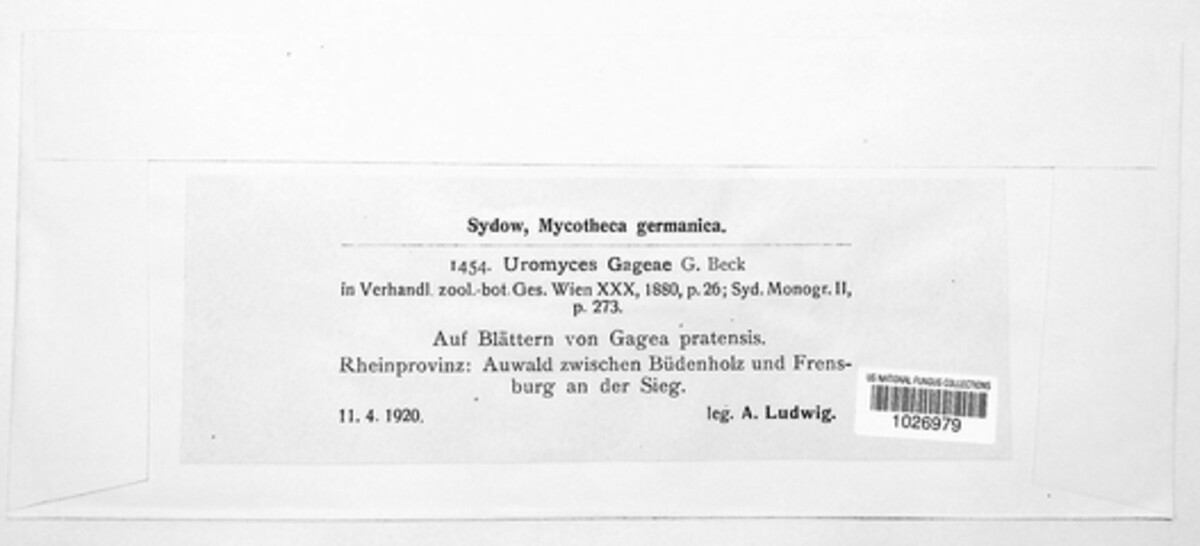 Sydow, Mycotheca germanica.
1454. Uromyces Gageae G. Beck
in Verhandl. zool.-bot. Ges. Wien XXX, 1880, p. 26; Syd. Monogr. II,
p. 273.
Auf Blättern von Gagea pratensis.
Rheinprovinz: Auwald zwischen Büdenholz und Frens-
burg an der Sieg.
11. 4. 1920. leg. A. Ludwig.
US NATIONAL FUNGUS COLLECTIONS
1026979